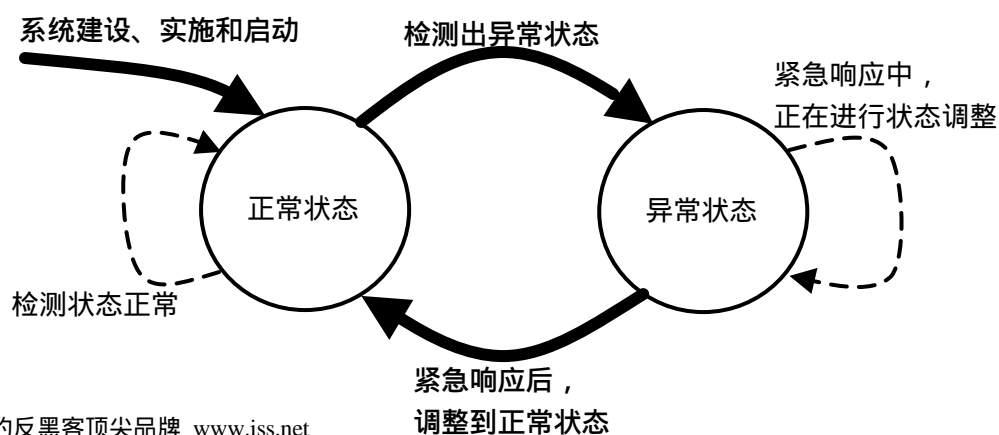 系统建设、实施和启动
检测出异常状态
紧急响应中，
正在进行状态调整
正常状态
异常状态
检测状态正常
紧急响应后，
调整到正常状态
的反黑客顶尖品牌 www.iss.net